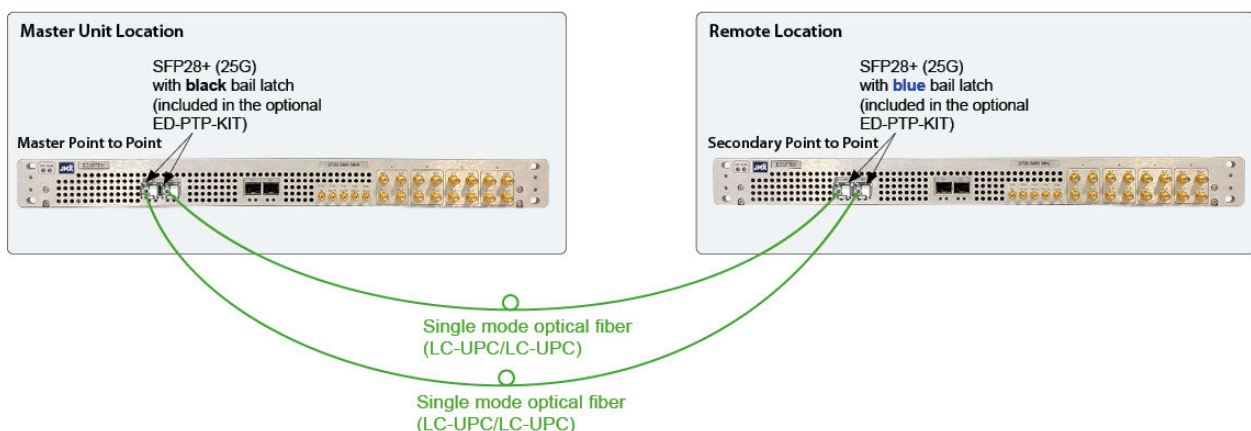 Master Unit Location
SFP28+ (25G)
with black bail latch
(included in the optional
ED-PTP-KIT)
Master Point to Point
JMA
Remote Location
SFP28+ (25G)
with blue bail latch
(included in the optional
ED-PTP-KIT)
Secondary Point to Point
JMA
Single mode optical fiber
(LC-UPC/LC-UPC)
Single mode optical fiber
(LC-UPC/LC-UPC)